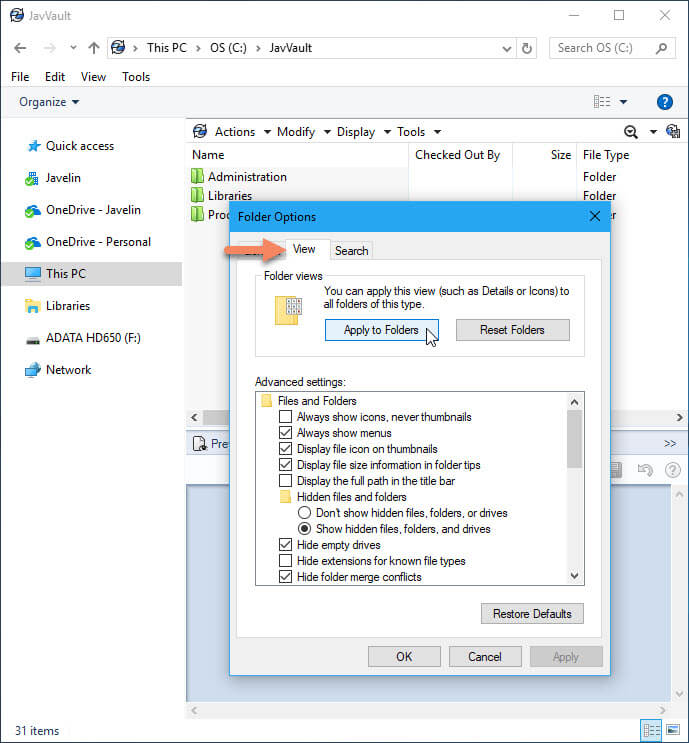 JavVault
This PC > OS (C:) > JavVault
Search OS (C:)
File Edit View Tools
Organize
Quick access
Javelin
OneDrive - Javelin
OneDrive - Personal
This PC
Libraries
ADATA HD650 (F:)
Network
Actions Modify Display Tools
Name Checked Out By Size File Type
Administration Folder
Libraries Folder
Folder Options
View Search
Folder views
You can apply this view (such as Details or Icons) to
all folders of this type.
Apply to Folders Reset Folders
Advanced settings:
Files and Folders
Always show icons, never thumbnails
Always show menus
Display file icon on thumbnails
Display file size information in folder tips
Display the full path in the title bar
Hidden files and folders
Don't show hidden files, folders, or drives
Show hidden files, folders, and drives
Hide empty drives
Hide extensions for known file types
Hide folder merge conflicts
Restore Defaults
OK Cancel Apply
>>
31 items